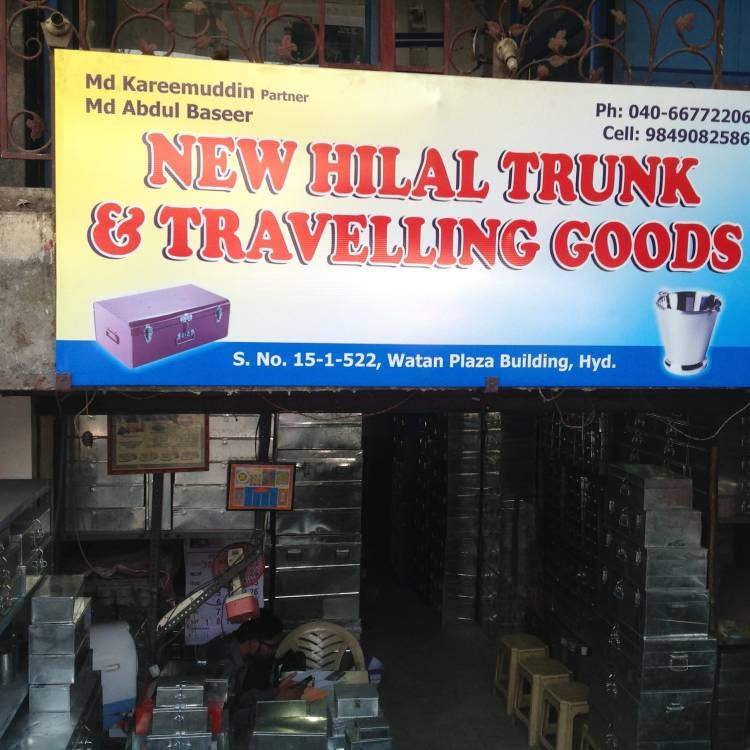 Md Kareemuddin Partner
Md Abdul Baseer
Ph: 040-66772206
Cell: 9849082586
NEW HILAL TRUNK
& TRAVELLING GOODS
S. No. 15-1-522, Watan Plaza Building, Hyd.